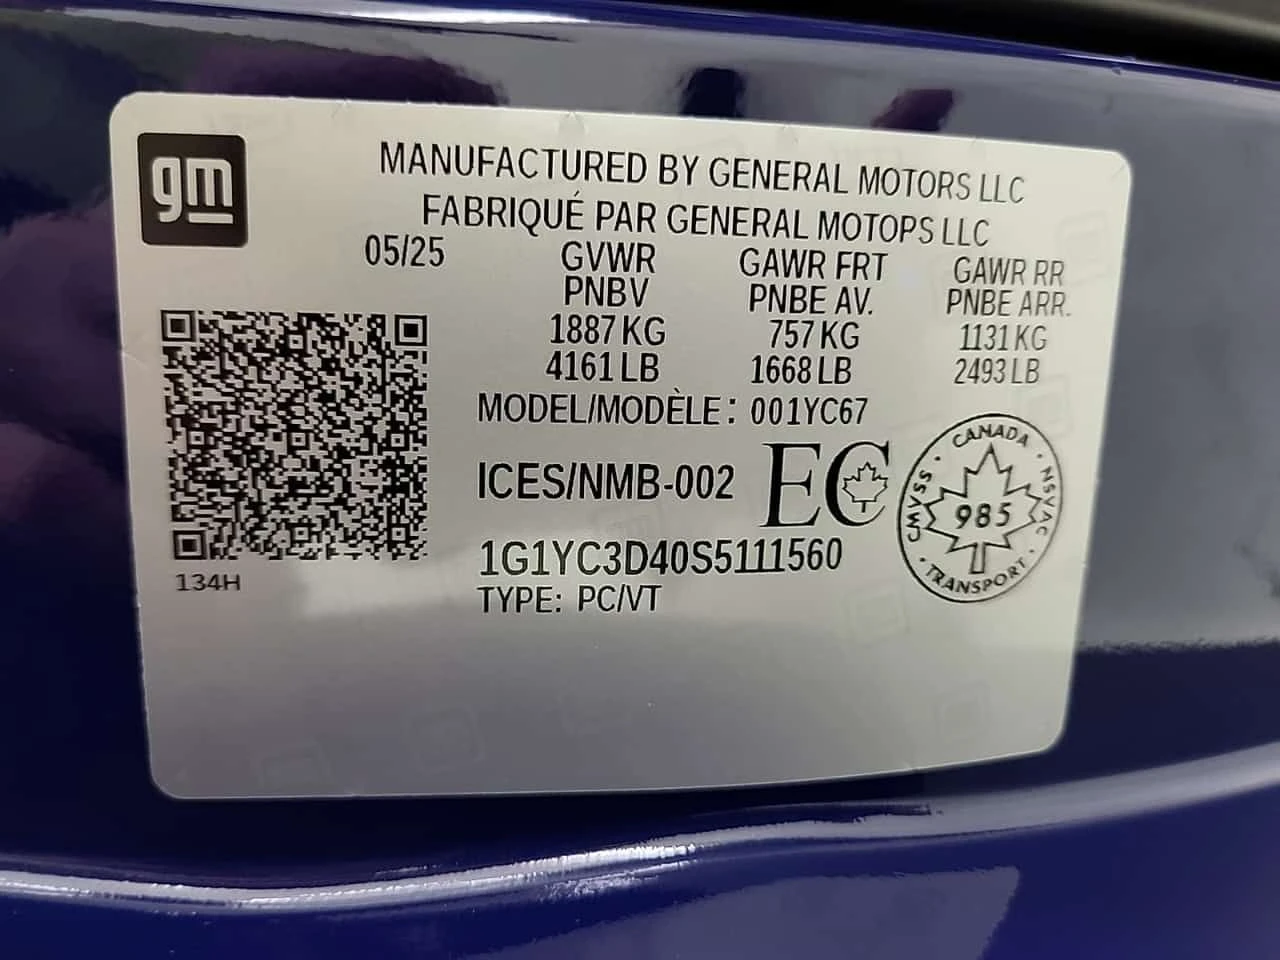 gm
MANUFACTURED BY GENERAL MOTORS LLC
FABRIQUÉ PAR GENERAL MOTOPS LLC
05/25 GVWR GAWR FRT GAWR RR
PNBV PNBE AV. PNBE ARR.
1887 KG 757 KG 1131 KG
4161 LB 1668 LB 2493 LB
MODEL/MODÈLE: 001YC67
ICES/NMB-002 EC
CANADA · NSVAC · TRANSPORT · CMVSS ·
985
1G1YC3D40S5111560
134H
TYPE: PC/VT